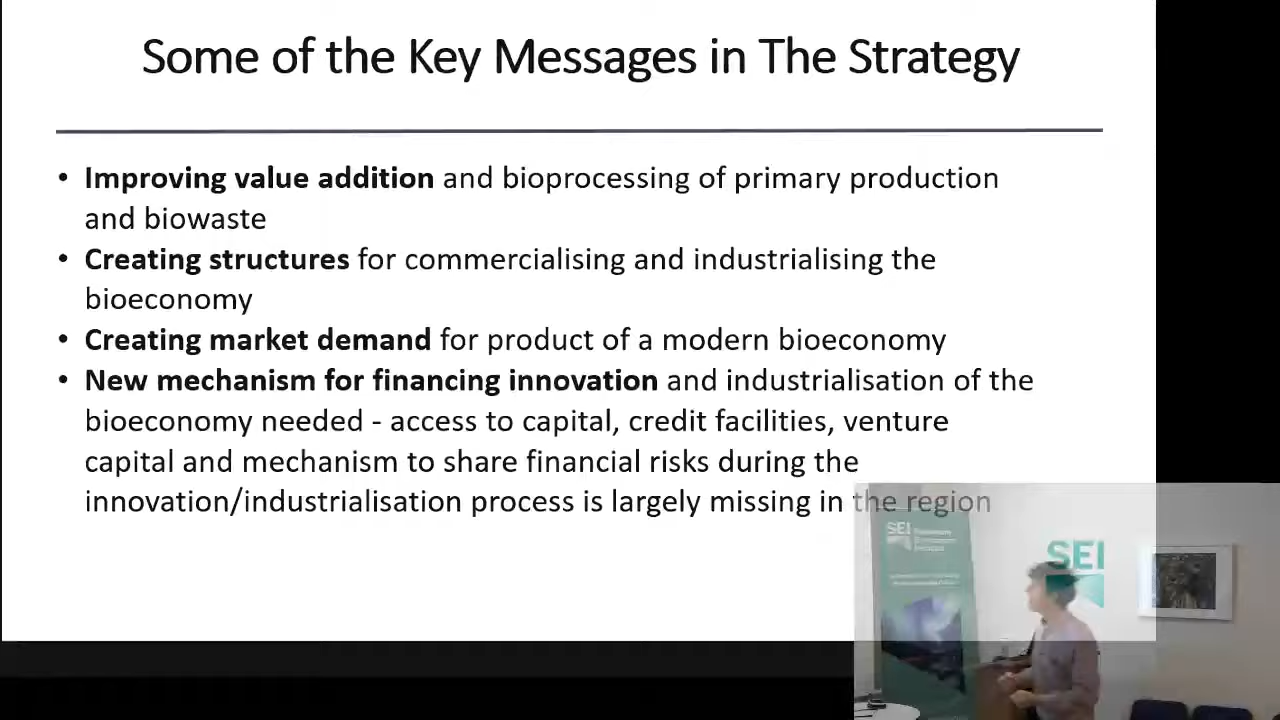 Some of the Key Messages in The Strategy
• Improving value addition and bioprocessing of primary production
and biowaste
• Creating structures for commercialising and industrialising the
bioeconomy
• Creating market demand for product of a modern bioeconomy
• New mechanism for financing innovation and industrialisation of the
bioeconomy needed - access to capital, credit facilities, venture
capital and mechanism to share financial risks during the
innovation/industrialisation process is largely missing in the region
SEI
SEI